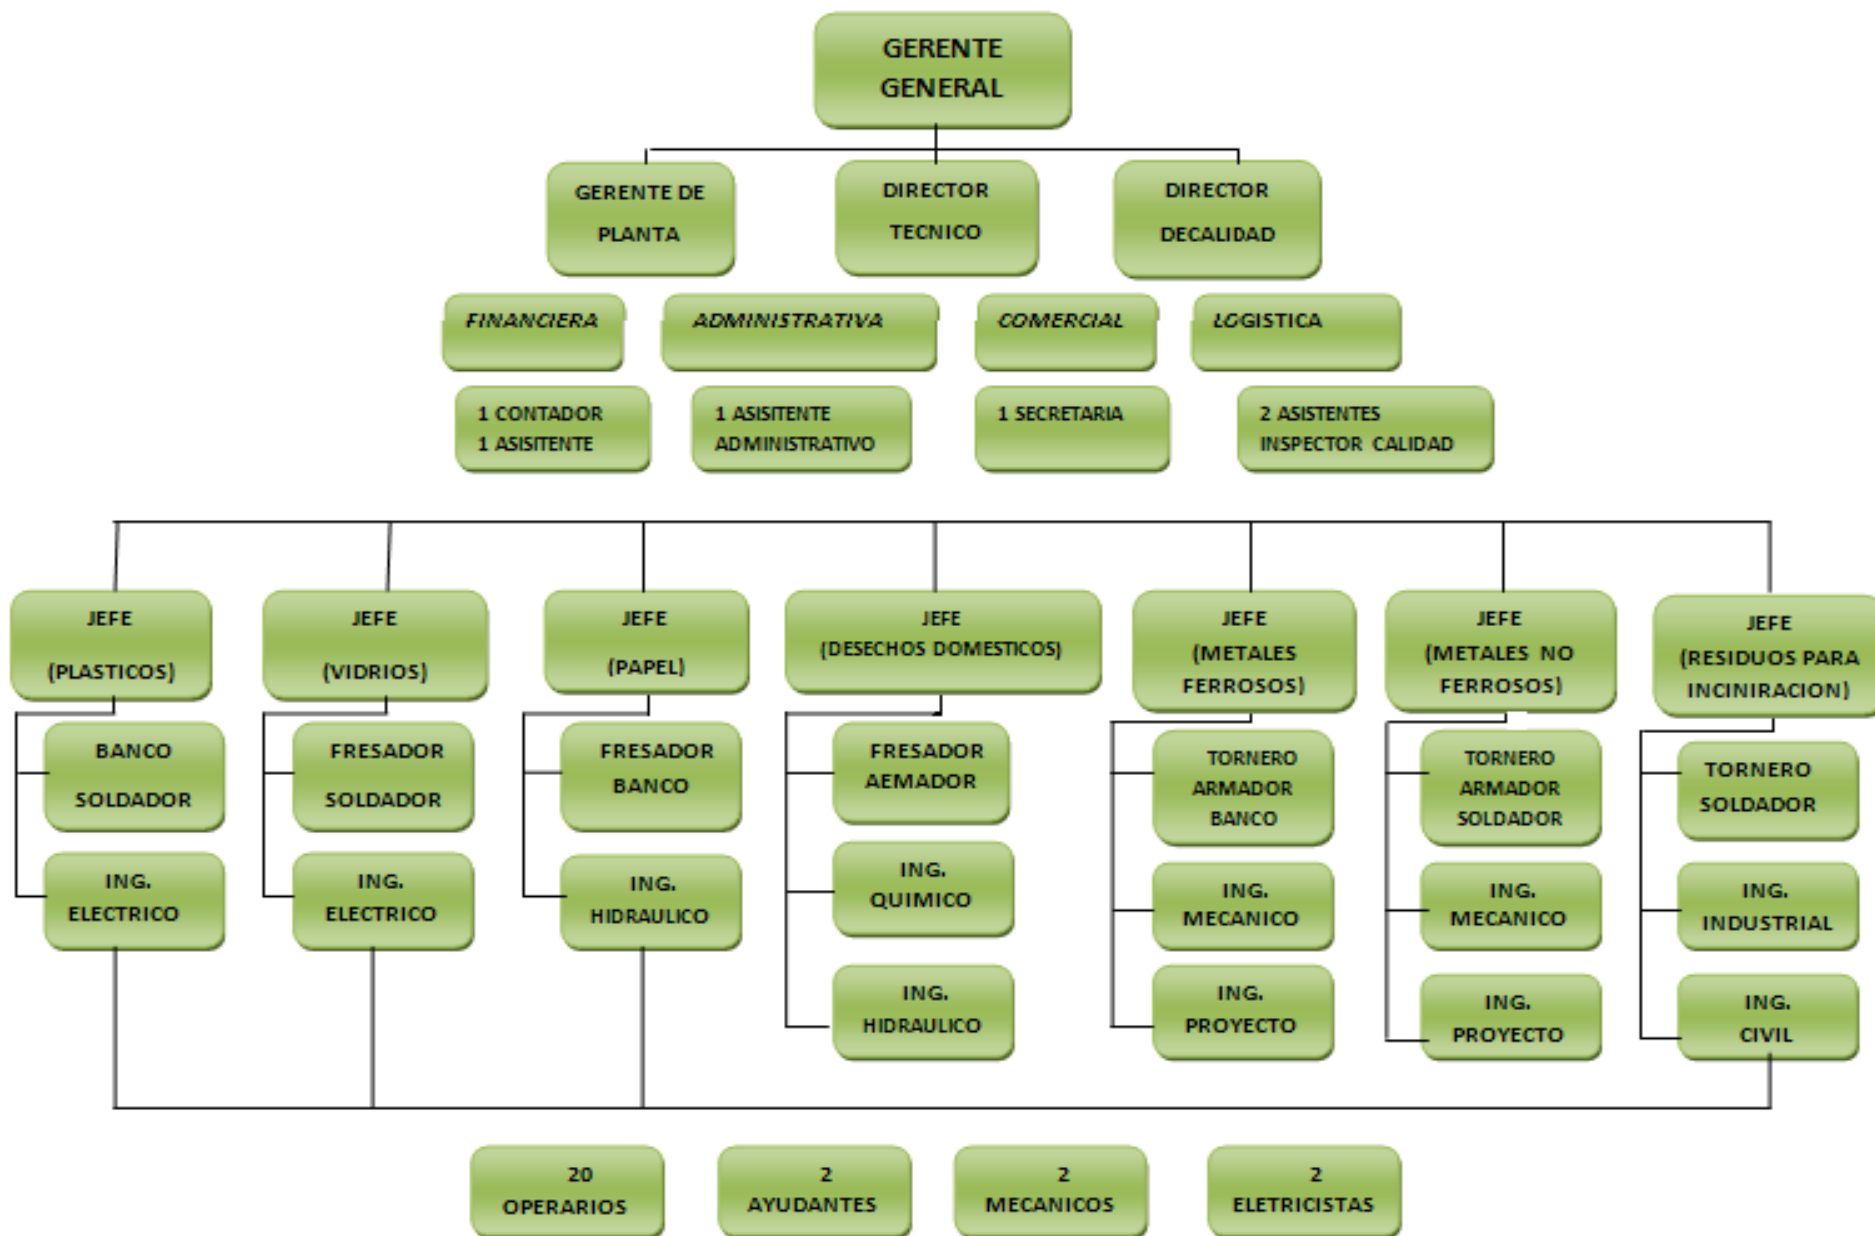 GERENTE
GENERAL
GERENTE DE
PLANTA
DIRECTOR
TECNICO
DIRECTOR
DECALIDAD
FINANCIERA
ADMINISTRATIVA
COMERCIAL
LOGISTICA
1 CONTADOR
1 ASISITENTE
1 ASISITENTE
ADMINISTRATIVO
1 SECRETARIA
2 ASISTENTES
INSPECTOR CALIDAD
JEFE
(PLASTICOS)
JEFE
(VIDRIOS)
JEFE
(PAPEL)
JEFE
(DESECHOS DOMESTICOS)
JEFE
(METALES
FERROSOS)
JEFE
(METALES NO
FERROSOS)
JEFE
(RESIDUOS PARA
INCINIRACION)
BANCO
SOLDADOR
FRESADOR
SOLDADOR
FRESADOR
BANCO
FRESADOR
AEMADOR
TORNERO
ARMADOR
BANCO
TORNERO
ARMADOR
SOLDADOR
TORNERO
SOLDADOR
ING.
ELECTRICO
ING.
ELECTRICO
ING.
HIDRAULICO
ING.
QUIMICO
ING.
MECANICO
ING.
MECANICO
ING.
INDUSTRIAL
ING.
HIDRAULICO
ING.
PROYECTO
ING.
PROYECTO
ING.
CIVIL
20
OPERARIOS
2
AYUDANTES
2
MECANICOS
2
ELETRICISTAS